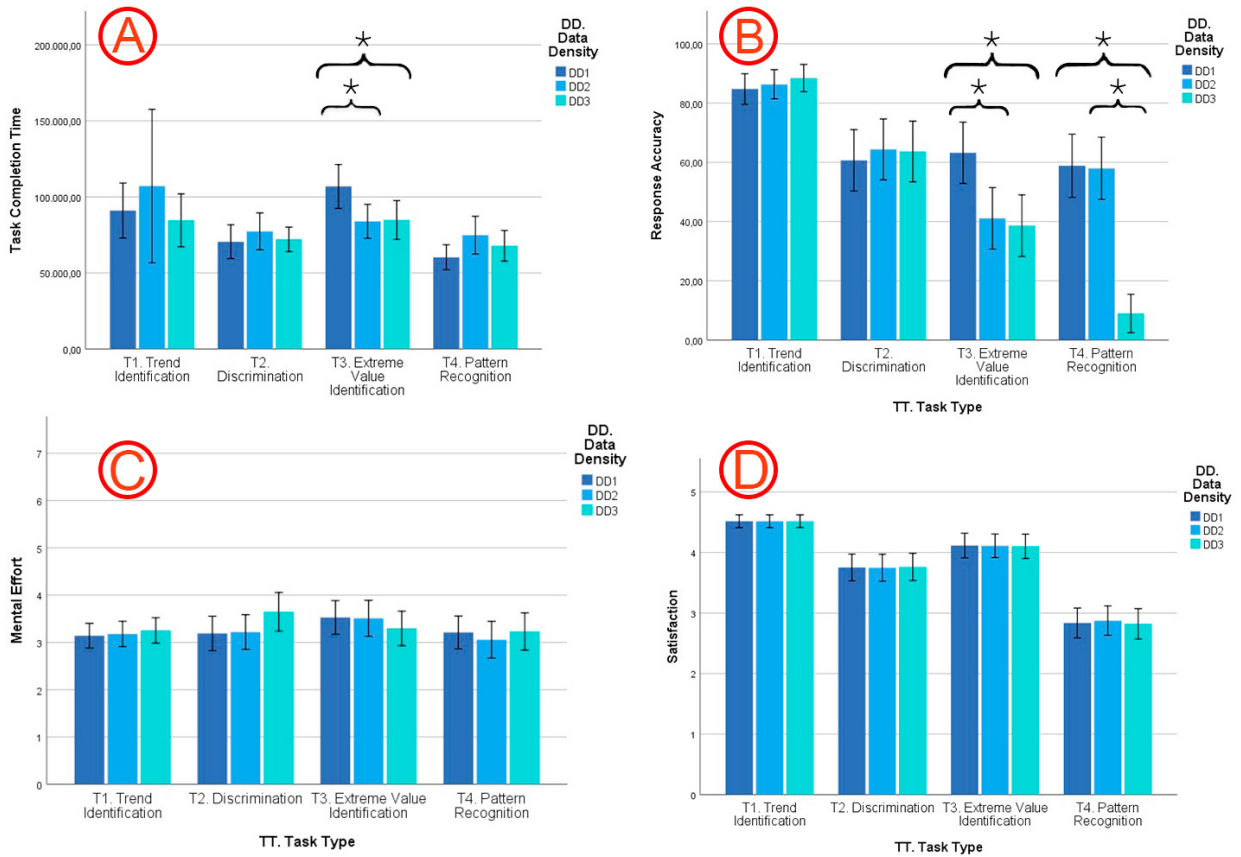 A
DD.
Data
Density
DD1
DD2
DD3
Task Completion Time
200.000,00
150.000,00
100.000,00
50.000,00
,00
T1. Trend
Identification
T2.
Discrimination
T3. Extreme
Value
Identification
T4. Pattern
Recognition
B
DD.
Data
Density
DD1
DD2
DD3
Response Accuracy
100,00
80,00
60,00
40,00
20,00
,00
T1. Trend
Identification
T2.
Discrimination
T3. Extreme
Value
Identification
T4. Pattern
Recognition
TT. Task Type
C
DD.
Data
Density
DD1
DD2
DD3
Mental Effort
7
6
5
4
3
2
1
0
T1. Trend
Identification
T2. Discrimination
T3. Extreme Value
Identification
T4. Pattern
Recognition
TT. Task Type
D
DD.
Data
Density
DD1
DD2
DD3
Satisfaction
5
4
3
2
1
0
T1. Trend
Identification
T2. Discrimination
T3. Extreme Value
Identification
T4. Pattern
Recognition
TT. Task Type